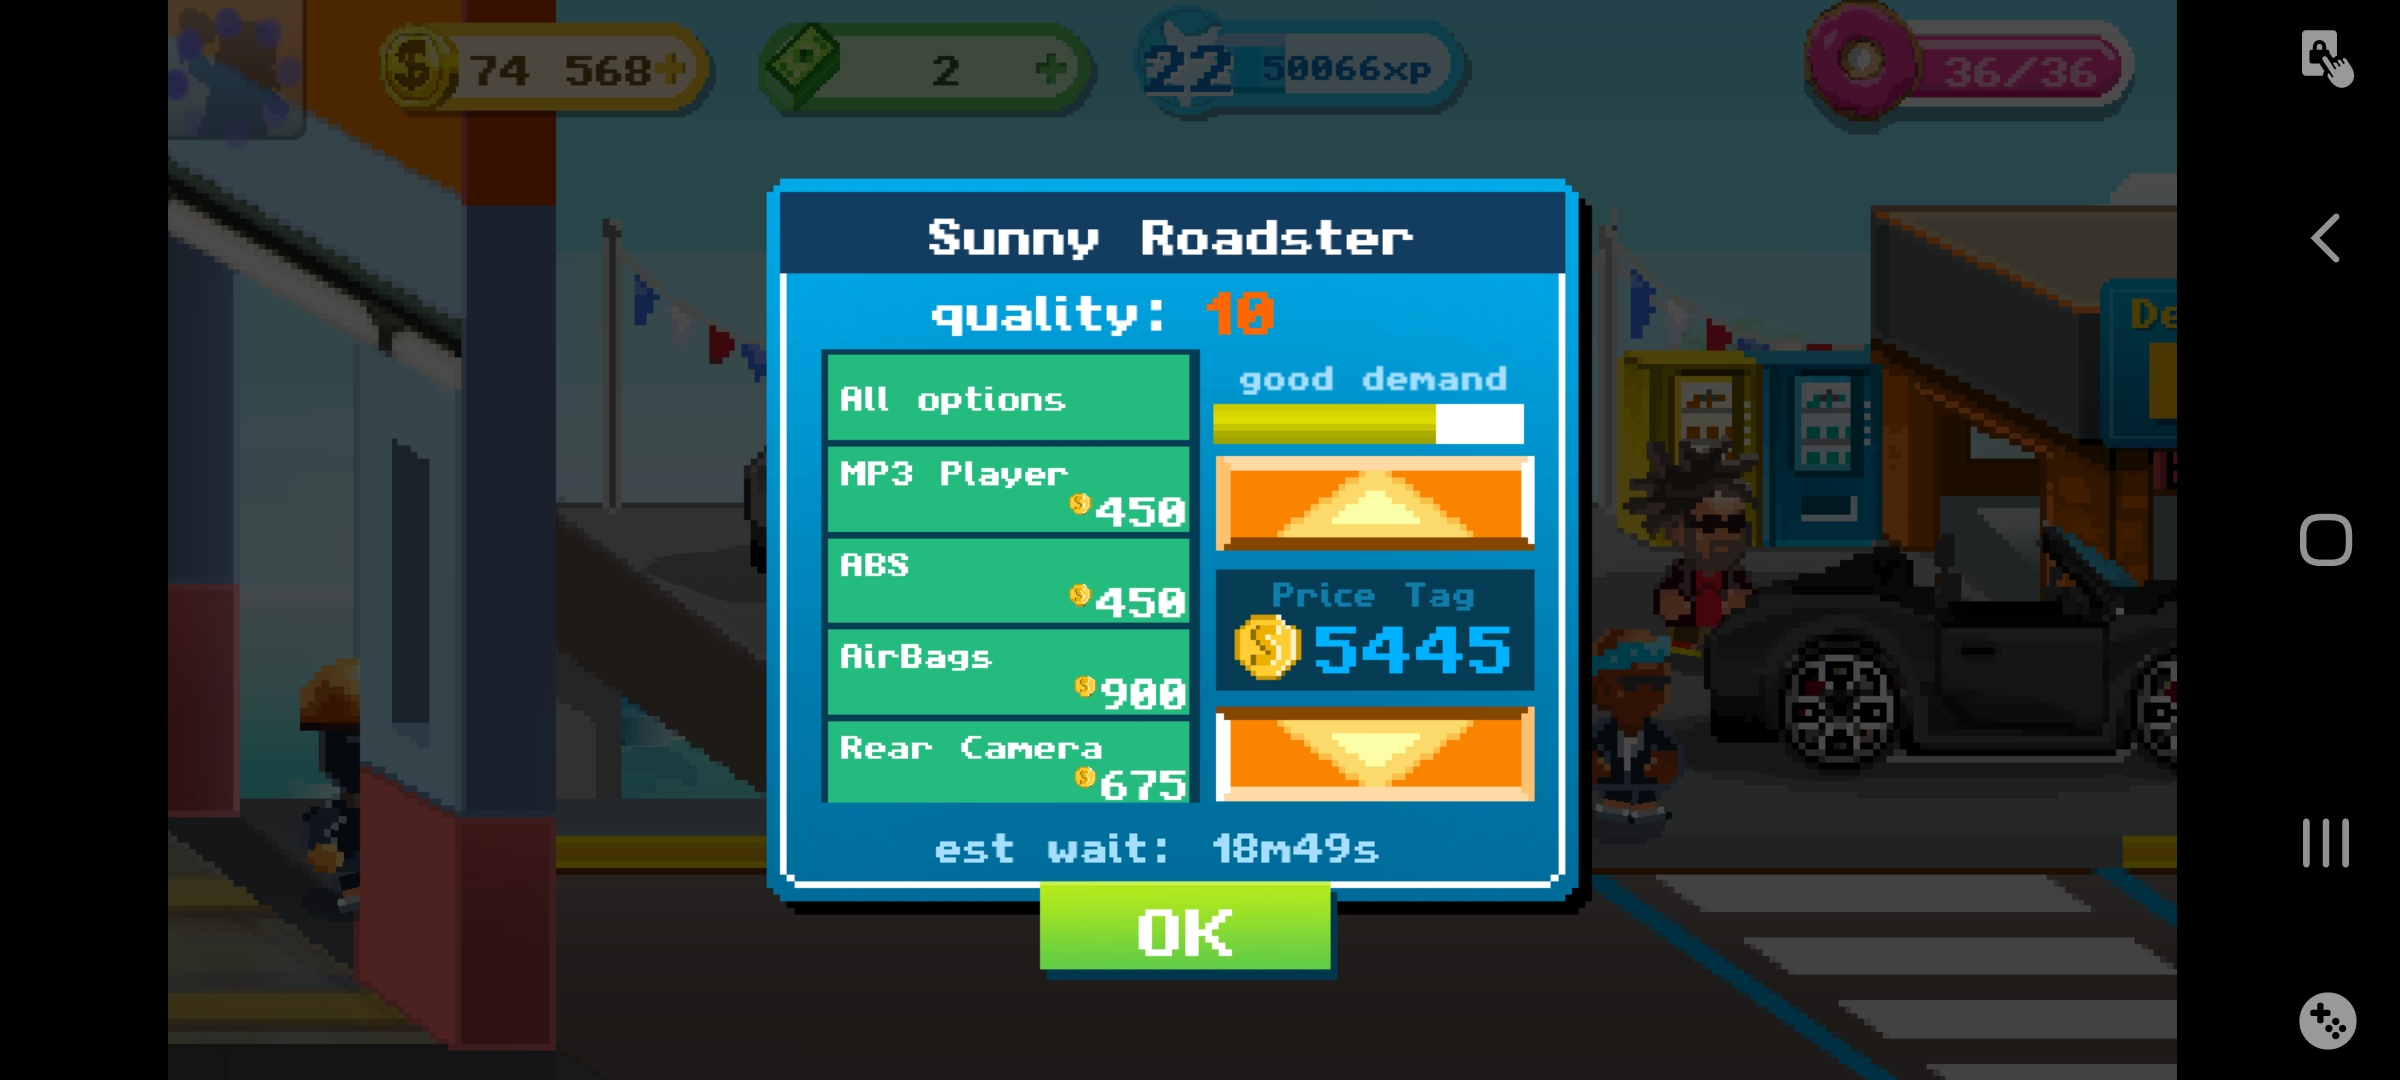 74 568+
2 +
22 50066xp
36/36
Sunny Roadster
quality: 10
All options
good demand
MP3 Player
450
ABS
450
Price Tag
5445
AirBags
900
Rear Camera
675
est wait: 18m49s
OK
De